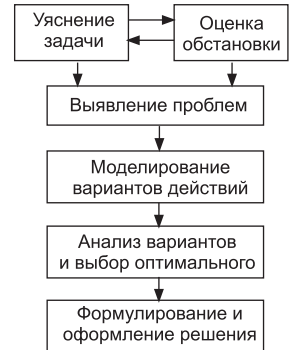 Уяснение
задачи
Оценка
обстановки
Выявление проблем
Моделирование
вариантов действий
Анализ вариантов
и выбор оптимального
Формулирование и
оформление решения